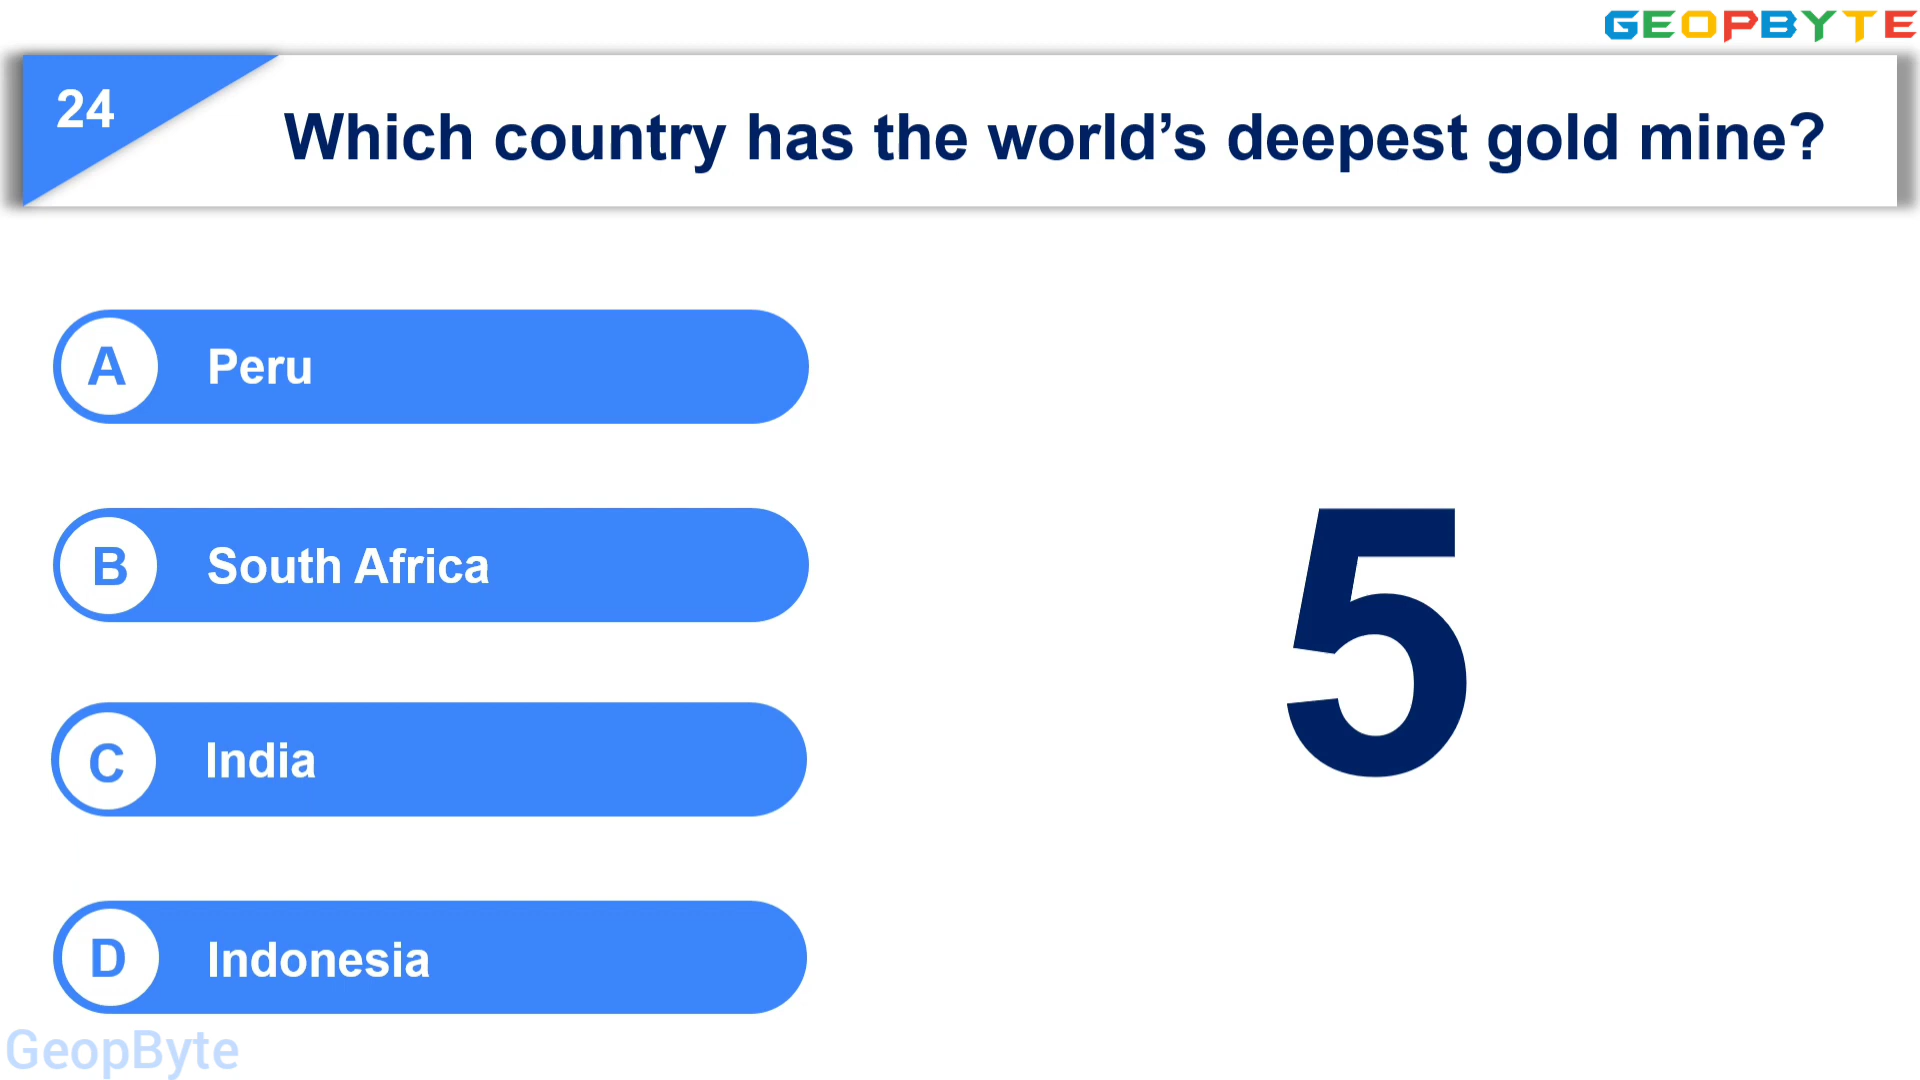 GEOPBYTE
24
Which country has the world’s deepest gold mine?
A Peru
B South Africa
C India
D Indonesia
5
GeopByte